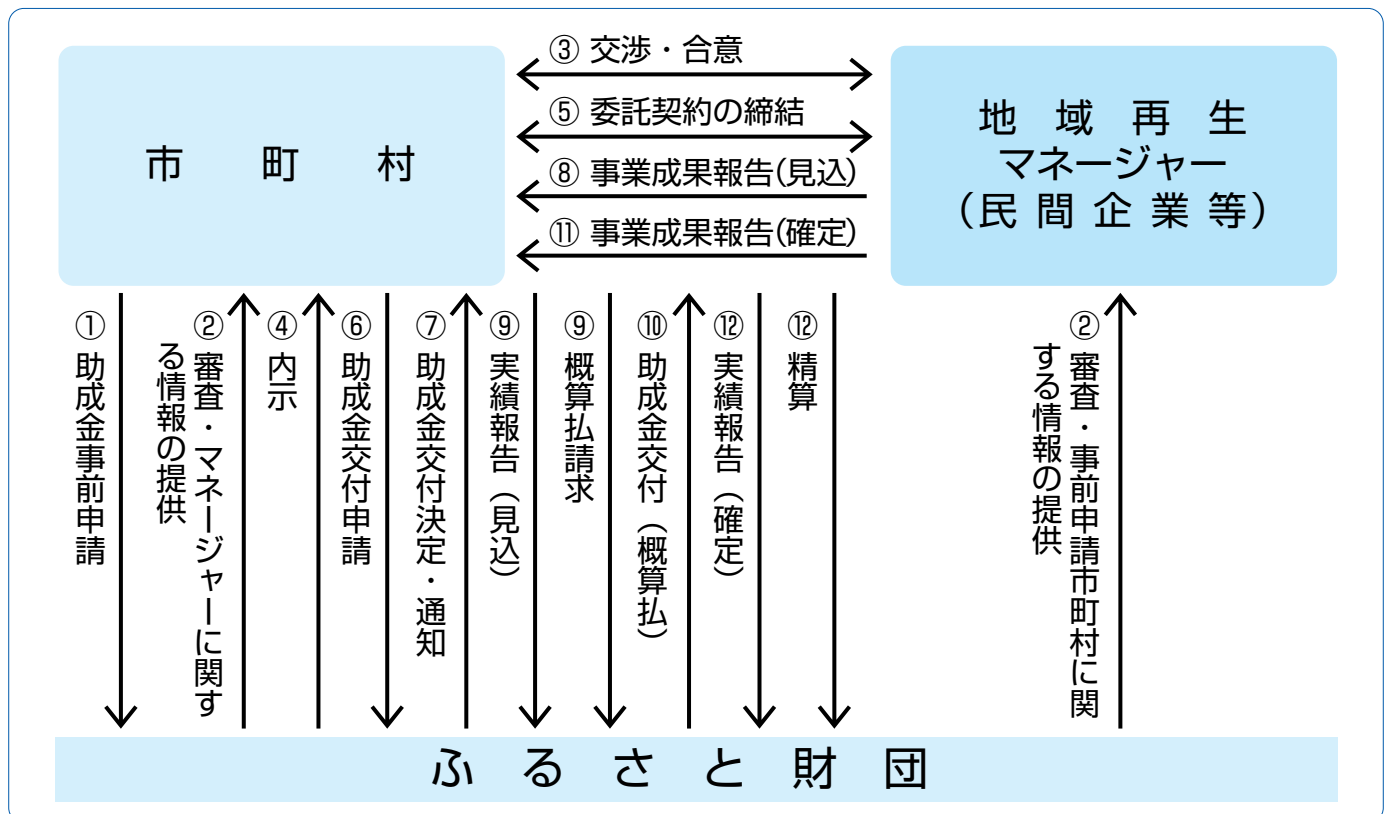 ③ 交渉・合意
⑤ 委託契約の締結
⑧ 事業成果報告(見込)
⑪ 事業成果報告(確定)
市町村
地域再生
マネージャー
（民間企業等）
① 助成金事前申請
② 審査・マネージャーに関す
る情報の提供
④ 内示
⑥ 助成金交付申請
⑦ 助成金交付決定・通知
⑨ 実績報告（見込）
⑨ 概算払請求
⑩ 助成金交付（概算払）
⑫ 実績報告（確定）
⑫ 精算
② 審査・事前申請市町村に関
する情報の提供
ふるさと財団